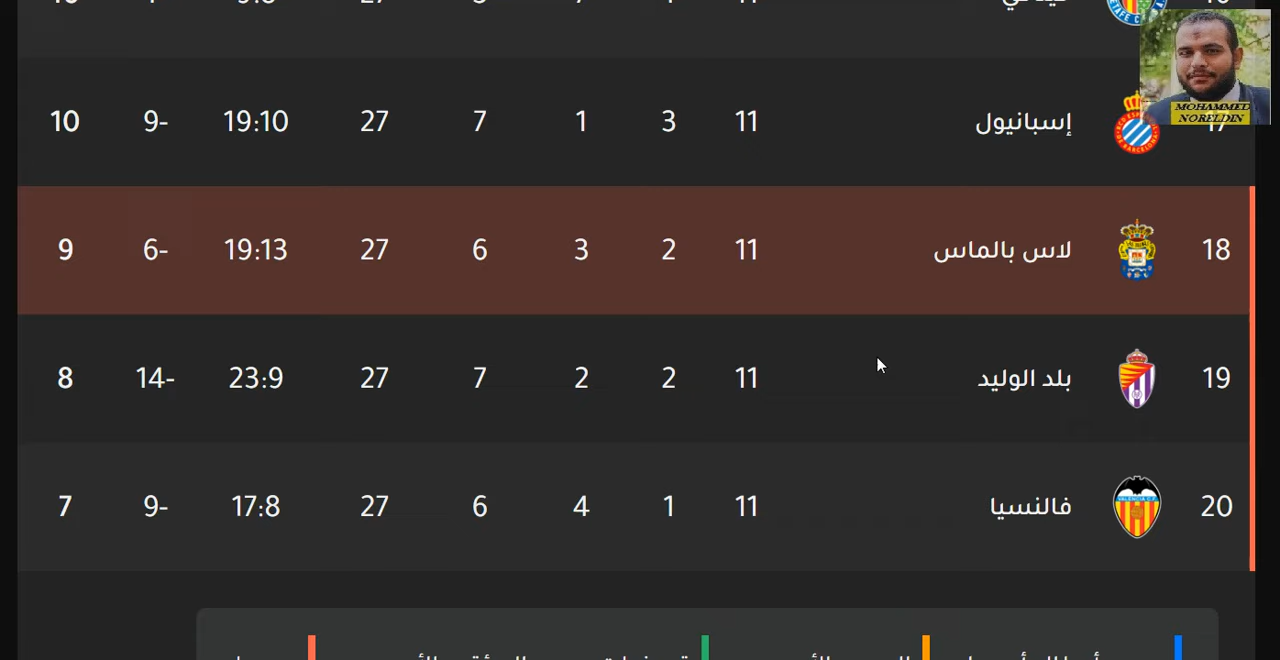 MOHAMMED
NORELDIN
إسبانيول 11 3 1 7 27 19:10 9- 10
18 لاس بالماس 11 2 3 6 27 19:13 6- 9
19 بلد الوليد 11 2 2 7 27 23:9 14- 8
20 فالنسيا 11 1 4 6 27 17:8 9- 7